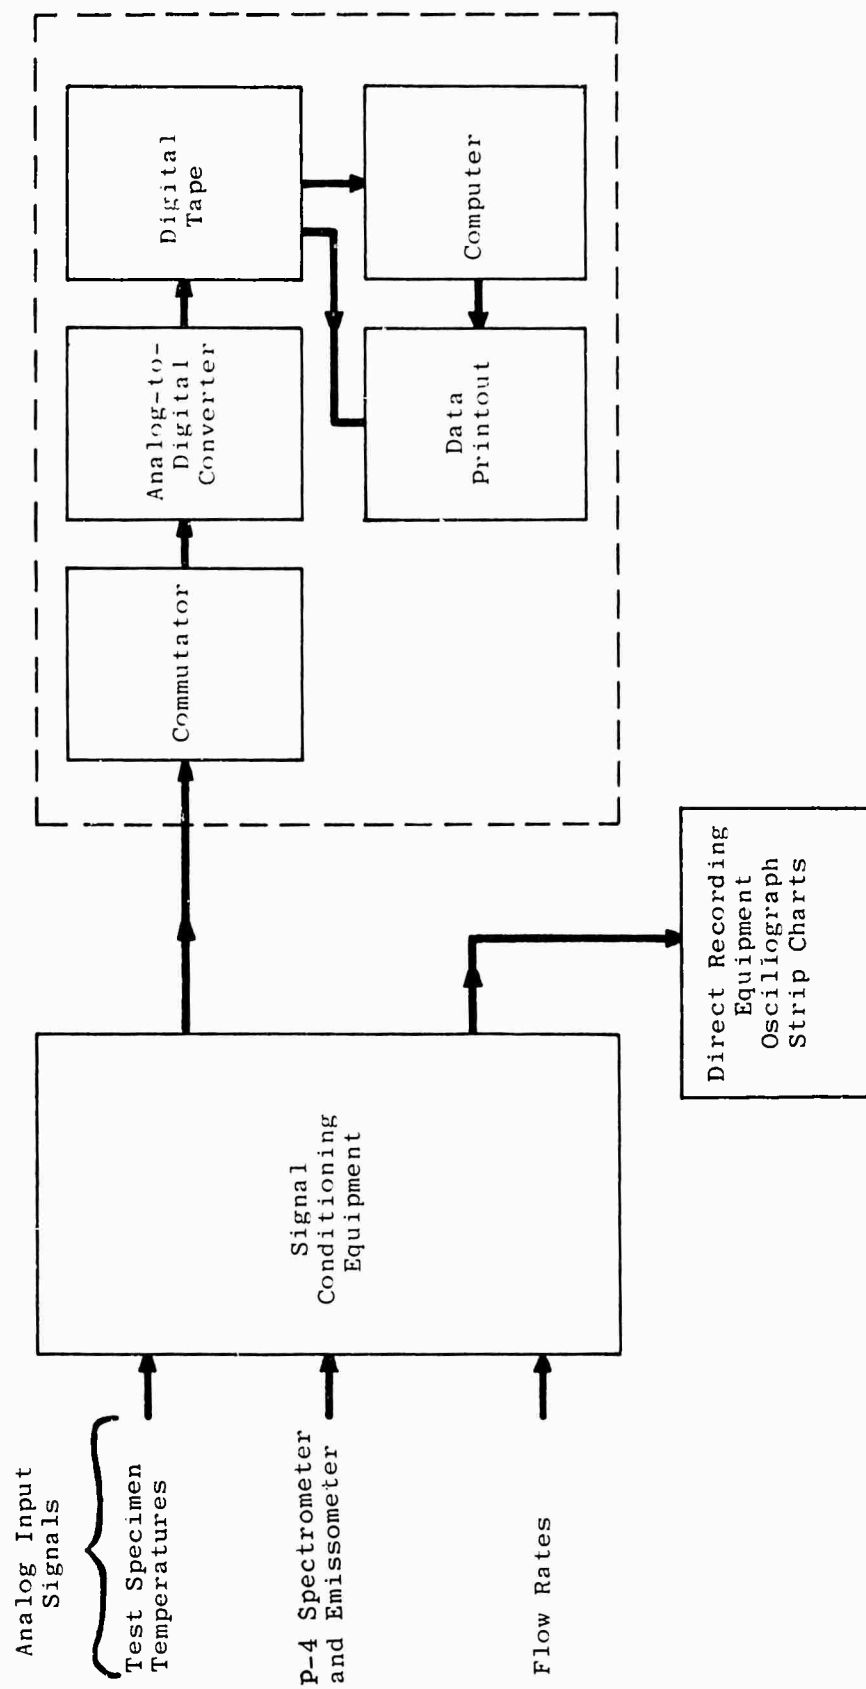 Analog Input
Signals
Test Specimen
Temperatures
P-4 Spectrometer
and Emissometer
Flow Rates
Signal
Conditioning
Equipment
Direct Recording
Equipment
Oscillograph
Strip Charts
Commutator
Analog-to-
Digital
Converter
Digital
Tape
Data
Printout
Computer